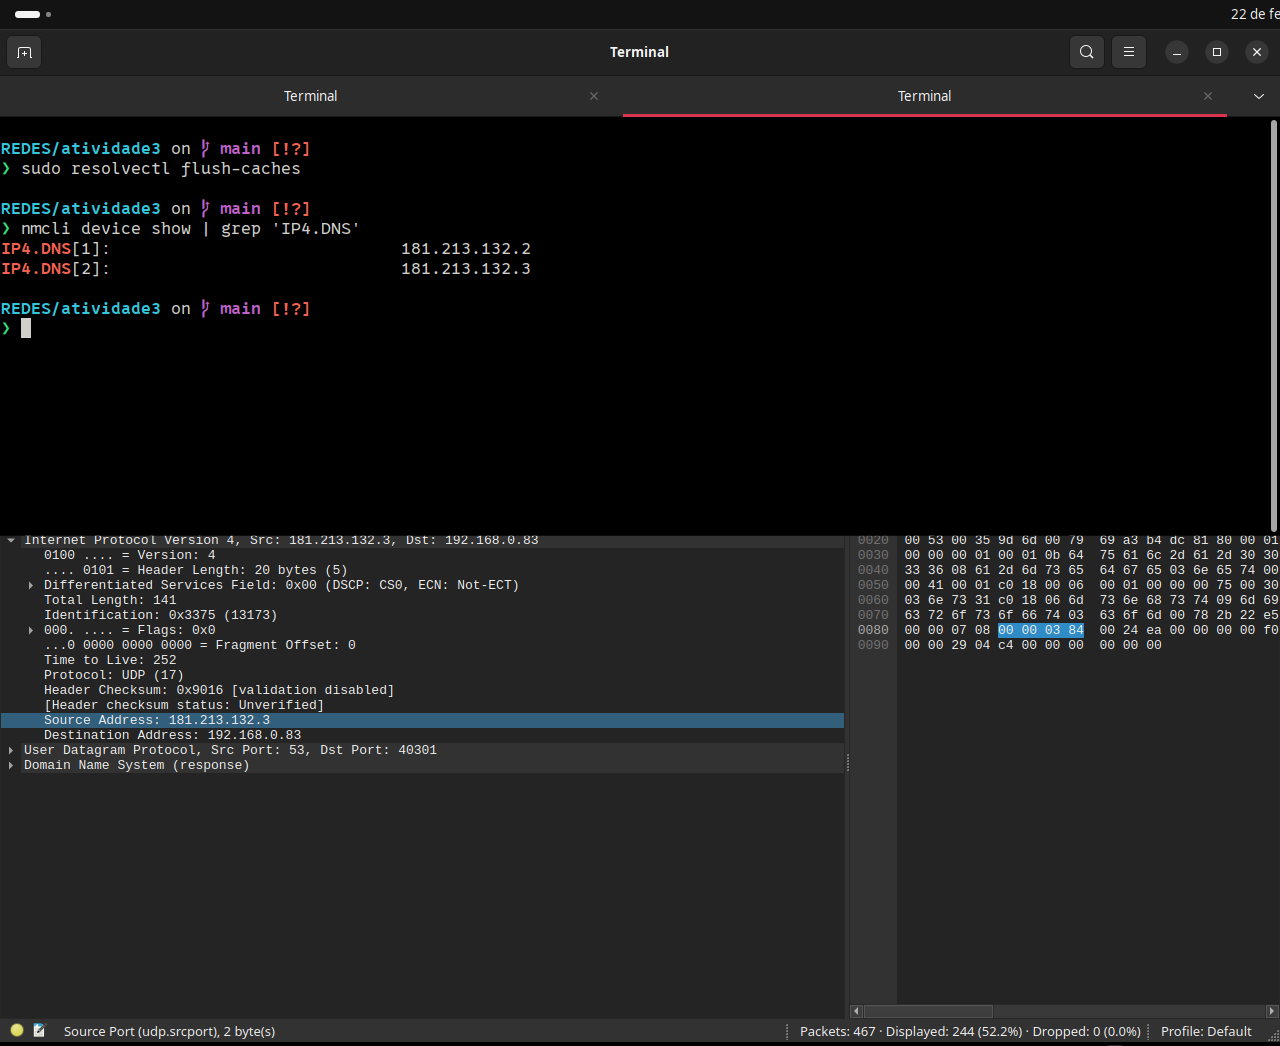 22 de fe
Terminal
Terminal
Terminal
REDES/atividade3 on main [!?]
❯ sudo resolvectl flush-caches
REDES/atividade3 on main [!?]
❯ nmcli device show | grep 'IP4.DNS'
IP4.DNS[1]: 181.213.132.2
IP4.DNS[2]: 181.213.132.3
REDES/atividade3 on main [!?]
❯
Internet Protocol Version 4, Src: 181.213.132.3, Dst: 192.168.0.83
0100 .... = Version: 4
.... 0101 = Header Length: 20 bytes (5)
Differentiated Services Field: 0x00 (DSCP: CS0, ECN: Not-ECT)
Total Length: 141
Identification: 0x3375 (13173)
000. .... = Flags: 0x0
...0 0000 0000 0000 = Fragment Offset: 0
Time to Live: 252
Protocol: UDP (17)
Header Checksum: 0x9016 [validation disabled]
[Header checksum status: Unverified]
Source Address: 181.213.132.3
Destination Address: 192.168.0.83
User Datagram Protocol, Src Port: 53, Dst Port: 40301
Domain Name System (response)
0020 00 53 00 35 9d 6d 00 79 69 a3 b4 dc 81 80 00 01
0030 00 00 00 01 00 01 0b 64 75 61 6c 2d 61 2d 30 30
0040 33 36 08 61 2d 6d 73 65 64 67 65 03 6e 65 74 00
0050 00 41 00 01 c0 18 00 06 00 01 00 00 00 75 00 30
0060 03 6e 73 31 c0 18 06 6d 73 6e 68 73 74 09 6d 69
0070 63 72 6f 73 6f 66 74 03 63 6f 6d 00 78 2b 22 e5
0080 00 00 07 08 00 00 03 84 00 24 ea 00 00 00 00 f0
0090 00 00 29 04 c4 00 00 00 00 00 00
Source Port (udp.srcport), 2 byte(s)
Packets: 467 · Displayed: 244 (52.2%) · Dropped: 0 (0.0%)
Profile: Default